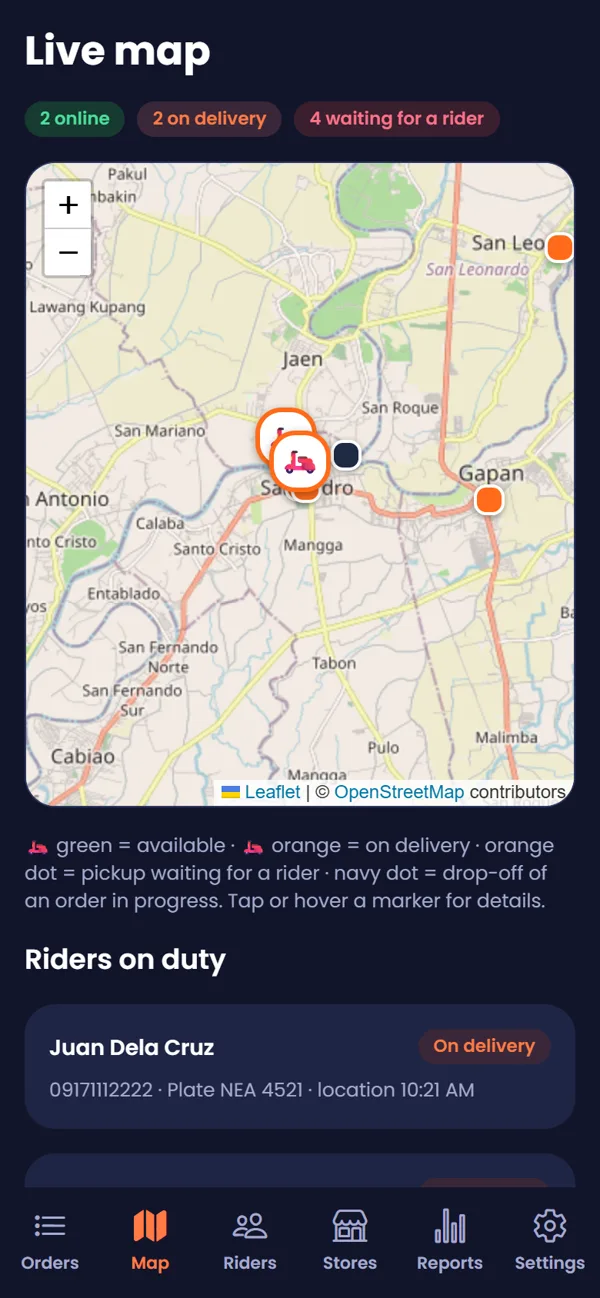 Live map
2 online
2 on delivery
4 waiting for a rider
Pakul
+
−
San Leo
San Leonardo
Lawang Kupang
Jaen
San Roque
San Mariano
Gapan
Antonio
Calaba
Santo Cristo
Mangga
Entablado
San Fernando
Norte
Tabon
San Fernando
Sur
Malimba
Pulo
Cabiao
Mangga
Leaflet | © OpenStreetMap contributors
green = available · orange = on delivery · orange
dot = pickup waiting for a rider · navy dot = drop-off of
an order in progress. Tap or hover a marker for details.
Riders on duty
Juan Dela Cruz
On delivery
09171112222 · Plate NEA 4521 · location 10:21 AM
Orders
Map
Riders
Stores
Reports
Settings